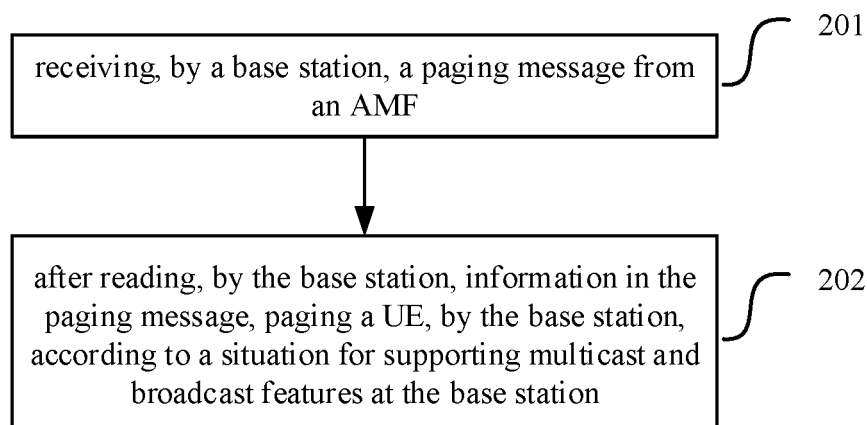 201
receiving, by a base station, a paging message from
an AMF
after reading, by the base station, information in the
202
paging message, paging a UE, by the base station,
according to a situation for supporting multicast and
broadcast features at the base station